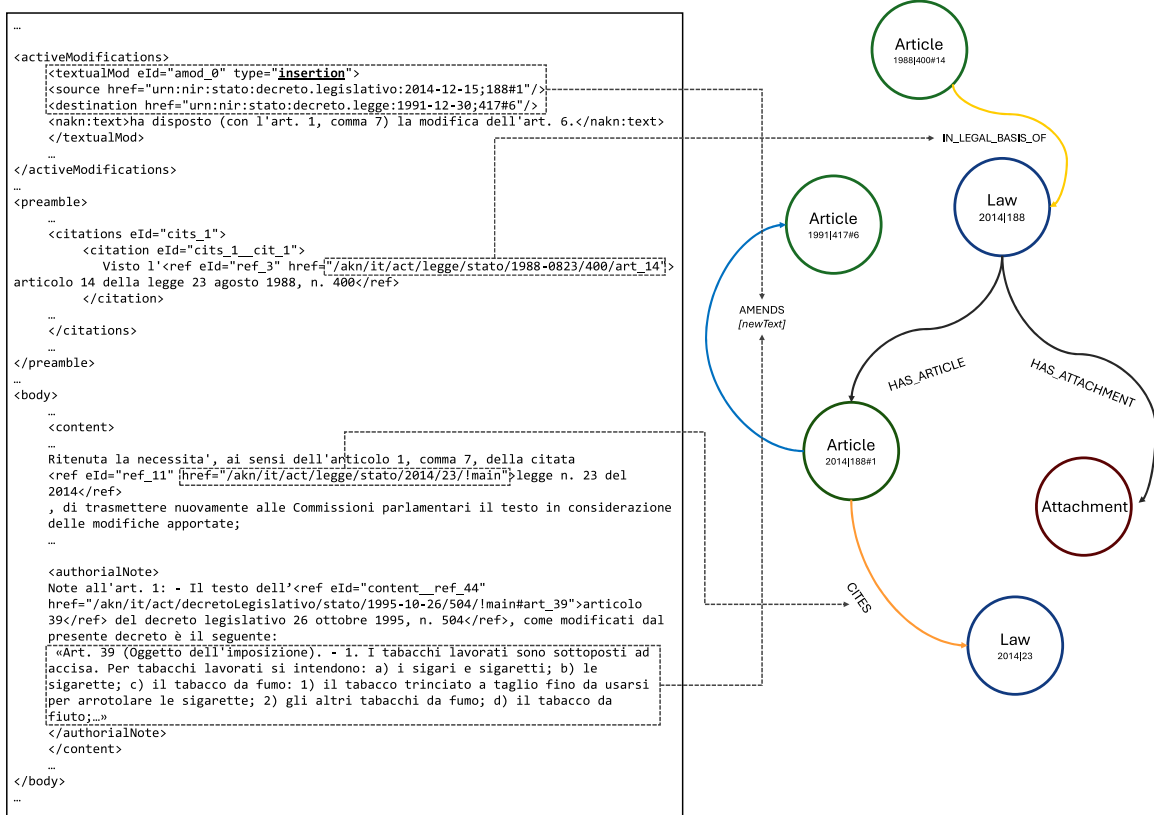 …
<activeModifications>
<textualMod eId="amod_0" type="insertion">
<source href="urn:nir:stato:decreto.legislativo:2014-12-15;188#1"/>
<destination href="urn:nir:stato:decreto.legge:1991-12-30;417#6"/>
<nakn:text>ha disposto (con l'art. 1, comma 7) la modifica dell'art. 6.</nakn:text>
</textualMod>
…
</activeModifications>
…
<preamble>
…
<citations eId="cits_1">
<citation eId="cits_1__cit_1">
Visto l'<ref eId="ref_3" href="/akn/it/act/legge/stato/1988-0823/400/art_14">
articolo 14 della legge 23 agosto 1988, n. 400</ref>
</citation>
…
</citations>
…
</preamble>
…
<body>
…
<content>
…
Ritenuta la necessita', ai sensi dell'articolo 1, comma 7, della citata
<ref eId="ref_11" href="/akn/it/act/legge/stato/2014/23/!main">legge n. 23 del
2014</ref>
, di trasmettere nuovamente alle Commissioni parlamentari il testo in considerazione
delle modifiche apportate;
…
<authorialNote>
Note all'art. 1: - Il testo dell’<ref eId="content__ref_44"
href="/akn/it/act/decretoLegislativo/stato/1995-10-26/504/!main#art_39">articolo
39</ref> del decreto legislativo 26 ottobre 1995, n. 504</ref>, come modificati dal
presente decreto è il seguente:
«Art. 39 (Oggetto dell'imposizione). - 1. I tabacchi lavorati sono sottoposti ad
accisa. Per tabacchi lavorati si intendono: a) i sigari e sigaretti; b) le
sigarette; c) il tabacco da fumo: 1) il tabacco trinciato a taglio fino da usarsi
per arrotolare le sigarette; 2) gli altri tabacchi da fumo; d) il tabacco da
fiuto;…»
</authorialNote>
</content>
…
</body>
…
Article
1988|400#14
IN_LEGAL_BASIS_OF
Law
2014|188
Article
1991|417#6
AMENDS
[newText]
HAS_ARTICLE
HAS_ATTACHMENT
Article
2014|188#1
Attachment
CITES
Law
2014|23